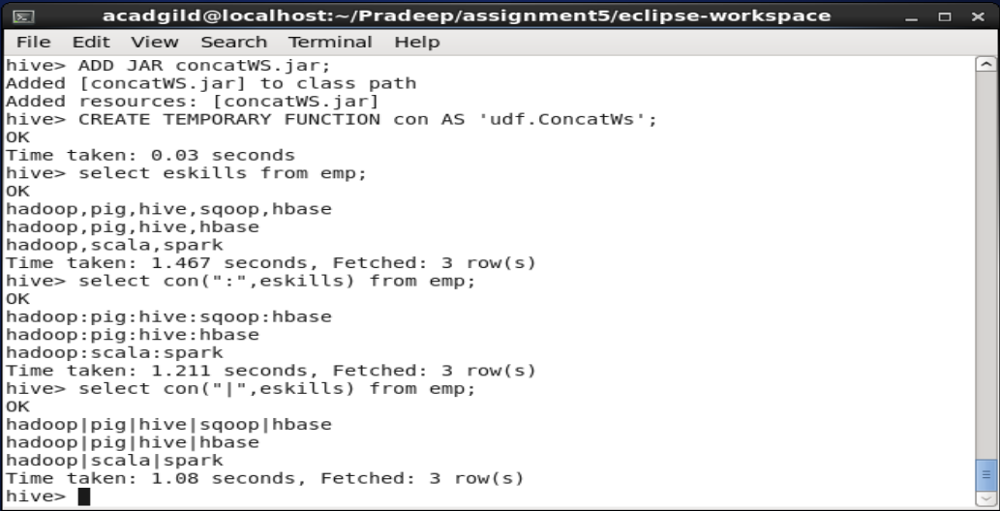 acadgild@localhost:~/Pradeep/assignment5/eclipse-workspace
File Edit View Search Terminal Help
hive> ADD JAR concatWS.jar;
Added [concatWS.jar] to class path
Added resources: [concatWS.jar]
hive> CREATE TEMPORARY FUNCTION con AS 'udf.ConcatWs';
OK
Time taken: 0.03 seconds
hive> select eskills from emp;
OK
hadoop,pig,hive,sqoop,hbase
hadoop,pig,hive,hbase
hadoop,scala,spark
Time taken: 1.467 seconds, Fetched: 3 row(s)
hive> select con(":",eskills) from emp;
OK
hadoop:pig:hive:sqoop:hbase
hadoop:pig:hive:hbase
hadoop:scala:spark
Time taken: 1.211 seconds, Fetched: 3 row(s)
hive> select con("|",eskills) from emp;
OK
hadoop|pig|hive|sqoop|hbase
hadoop|pig|hive|hbase
hadoop|scala|spark
Time taken: 1.08 seconds, Fetched: 3 row(s)
hive>